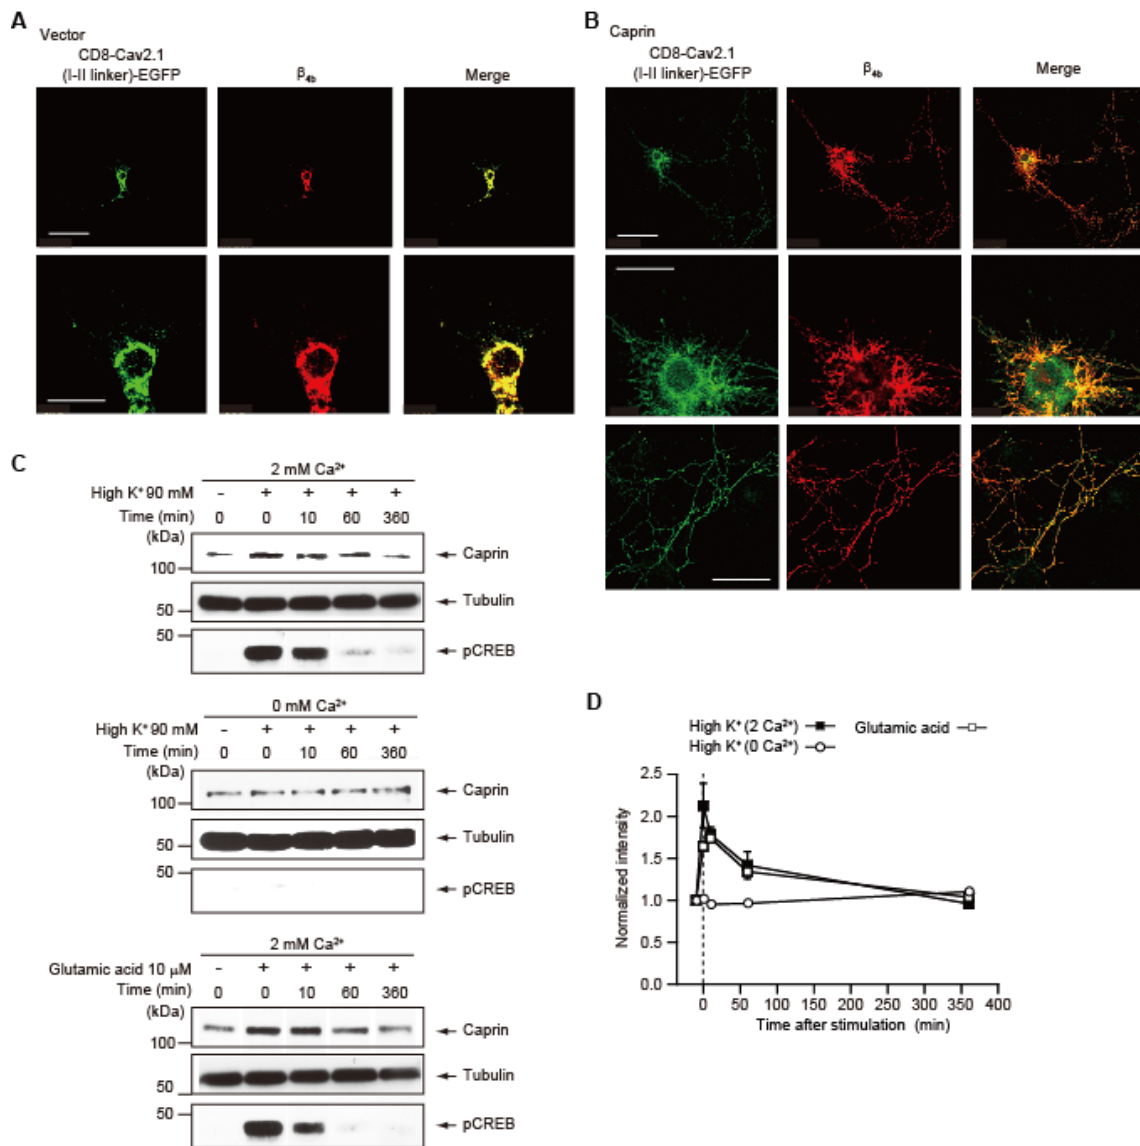 A
Vector
CD8-Cav2.1
(I-II linker)-EGFP
β4b
Merge
B
Caprin
CD8-Cav2.1
(I-II linker)-EGFP
β4b
Merge
C
2 mM Ca²⁺
High K⁺ 90 mM - + + + +
Time (min) 0 0 10 60 360
(kDa)
100
Caprin
50
Tubulin
50
pCREB
0 mM Ca²⁺
High K⁺ 90 mM - + + + +
Time (min) 0 0 10 60 360
(kDa)
100
Caprin
50
Tubulin
50
pCREB
2 mM Ca²⁺
Glutamic acid 10 μM - + + + +
Time (min) 0 0 10 60 360
(kDa)
100
Caprin
50
Tubulin
50
pCREB
D
High K⁺ (2 Ca²⁺)
Glutamic acid
High K⁺ (0 Ca²⁺)
Normalized intensity
2.5
2.0
1.5
1.0
0.5
0.0
0 50 100 150 200 250 300 350 400
Time after stimulation (min)